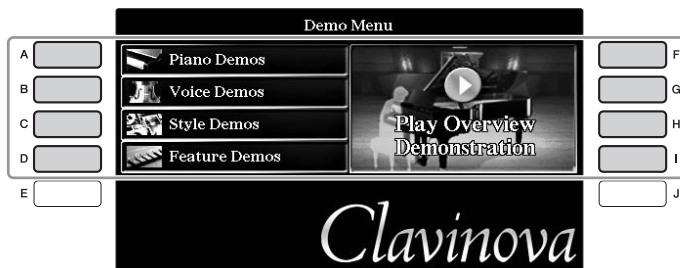 Demo Menu
A
Piano Demos
F
B
Voice Demos
G
C
Style Demos
Play Overview
H
D
Feature Demos
Demonstration
I
E
J
Clavinova